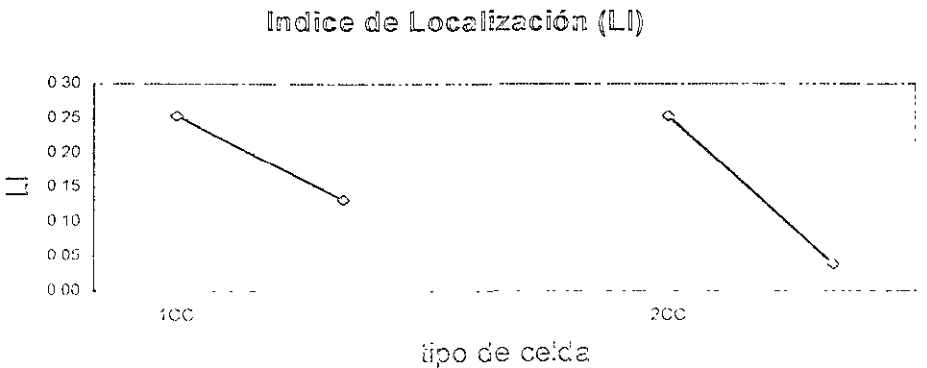 Indice de Localización (LI)
0.30
0.25
0.20
0.15
0.10
0.05
0.00
LI
1CC
2CC
tipo de celda